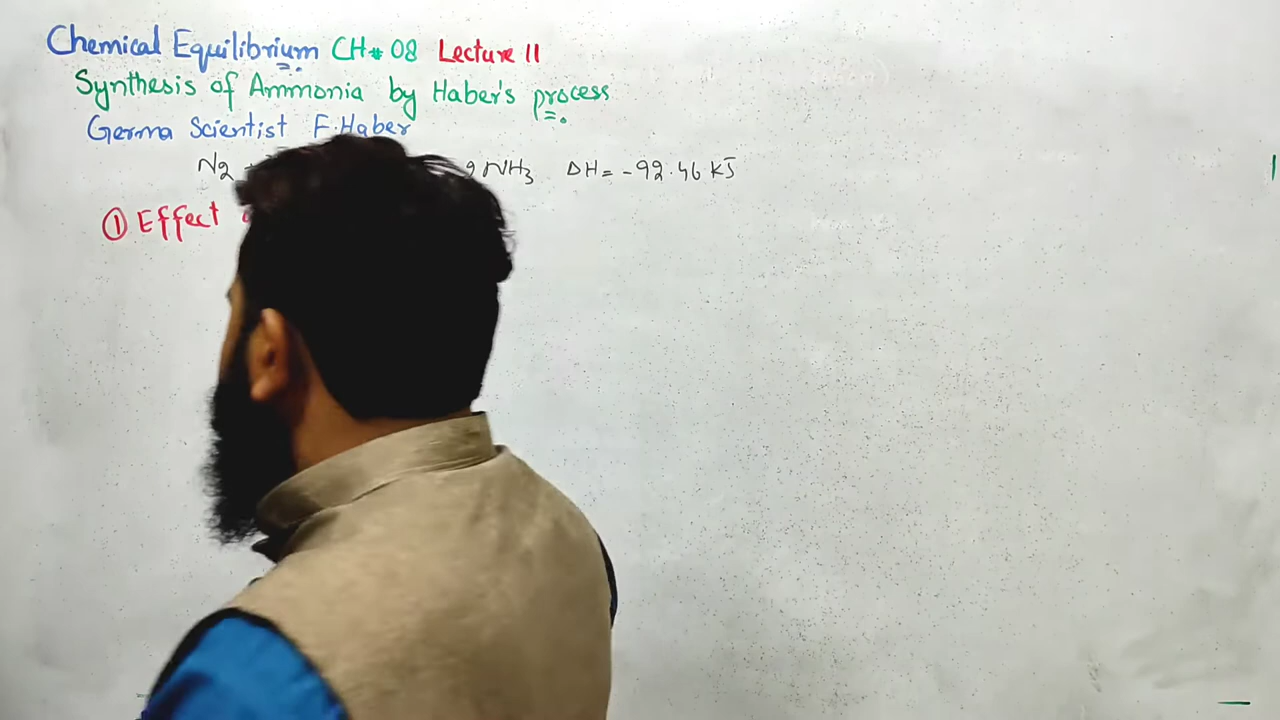 Chemical Equilibrium CH# 08 Lecture 11
Synthesis of Ammonia by Haber's process
Germa Scientist F.Haber
N2 + 2 NH3 ΔH = -92.46 kJ
① Effect